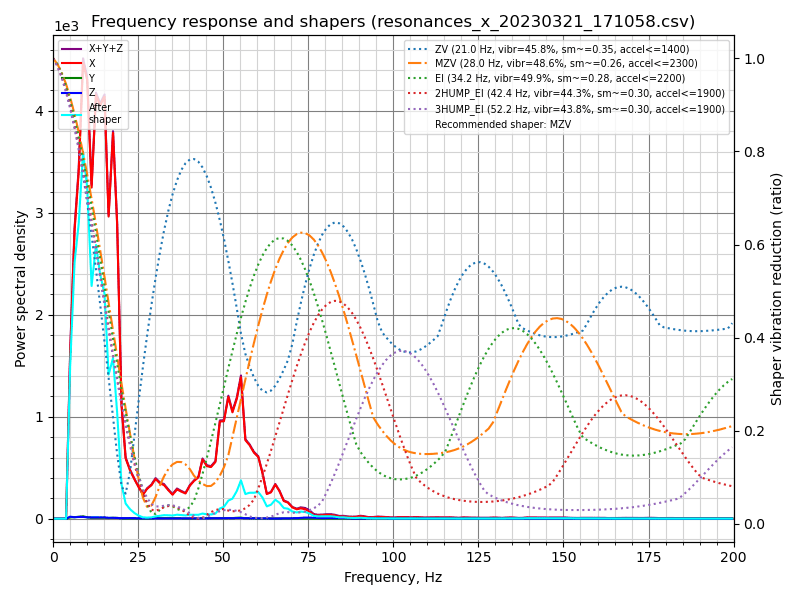 Frequency response and shapers (resonances_x_20230321_171058.csv)
1e3
X+Y+Z
X
Y
Z
After
shaper
ZV (21.0 Hz, vibr=45.8%, sm~=0.35, accel<=1400)
MZV (28.0 Hz, vibr=48.6%, sm~=0.26, accel<=2300)
EI (34.2 Hz, vibr=49.9%, sm~=0.28, accel<=2200)
2HUMP_EI (42.4 Hz, vibr=44.3%, sm~=0.30, accel<=1900)
3HUMP_EI (52.2 Hz, vibr=43.8%, sm~=0.30, accel<=1900)
Recommended shaper: MZV
Power spectral density
4
3
2
1
0
1.0
0.8
0.6
0.4
0.2
0.0
Shaper vibration reduction (ratio)
0 25 50 75 100 125 150 175 200
Frequency, Hz